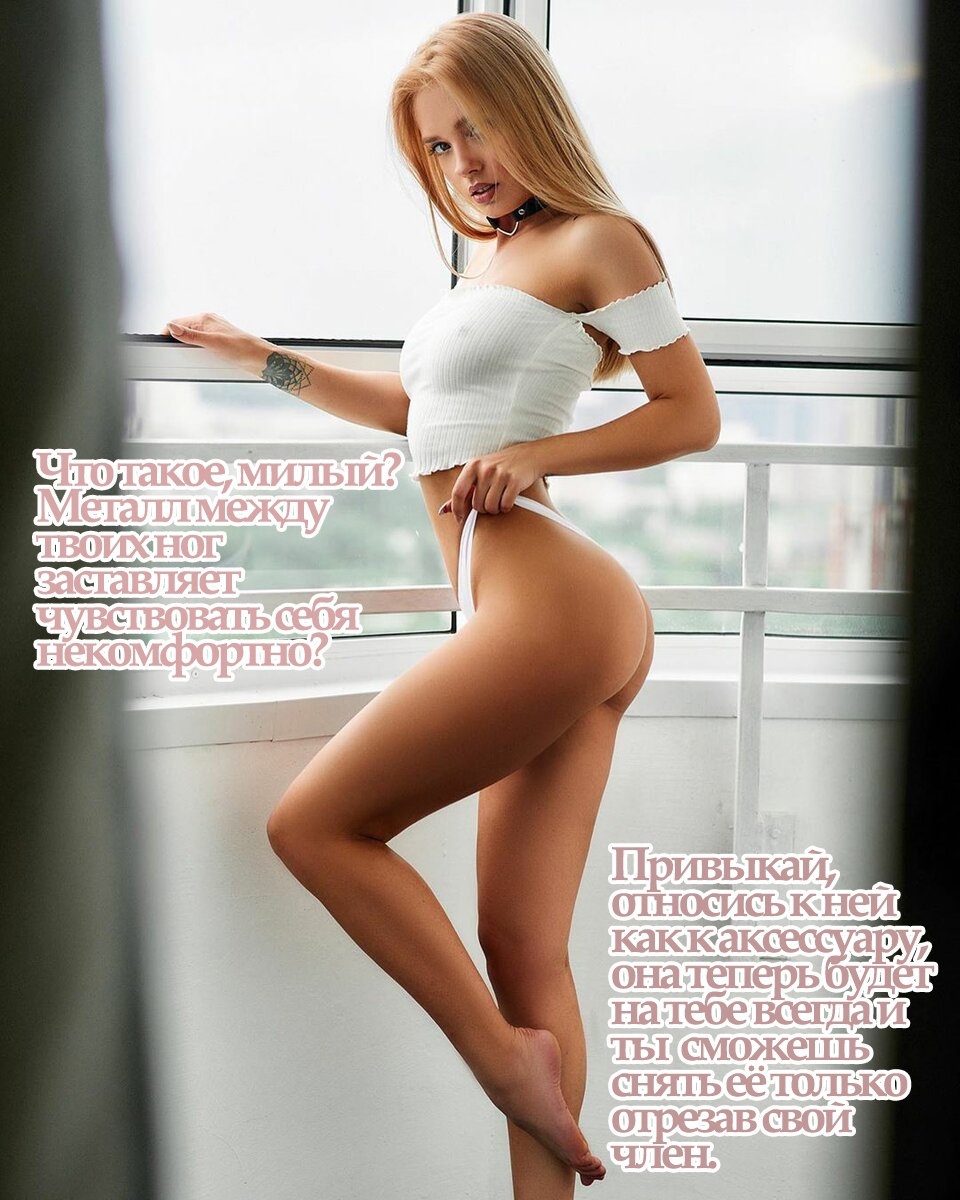 Что такое, милый?
Металл между
твоих ног
заставляет
чувствовать себя
некомфортно?
Привыкай,
относись к ней
как к аксессуару,
она теперь будет
на тебе всегда и
ты сможешь
снять её только
отрезав свой
член.